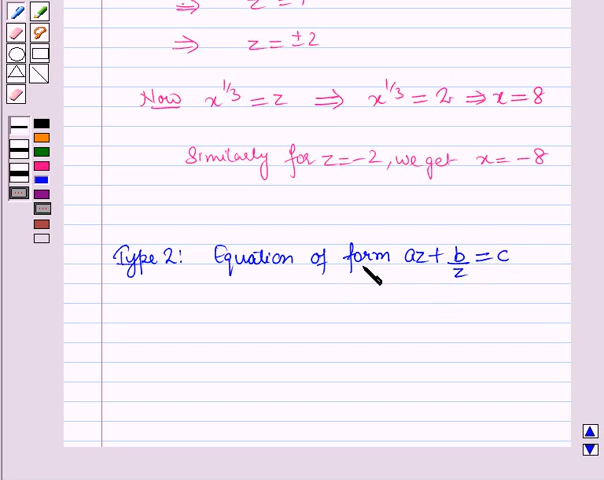 ⇒ z = ±2
Now x^{1/3} = z ⇒ x^{1/3} = 2 ⇒ x = 8
Similarly for z = -2, we get x = -8
Type 2: Equation of form az + b/z = c